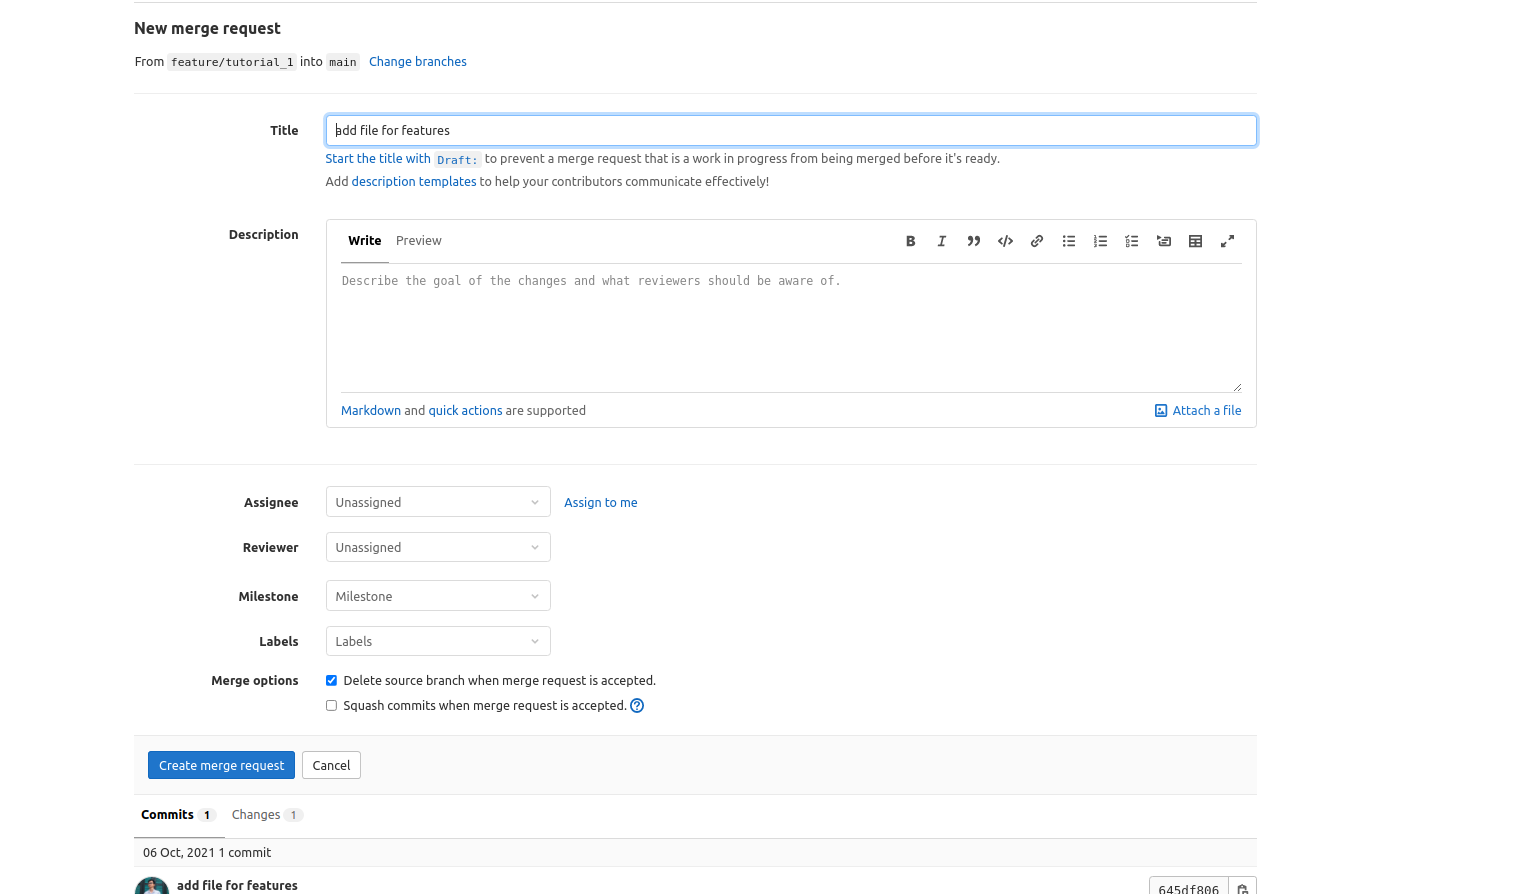 New merge request
From feature/tutorial_1 into main Change branches
Title
add file for features
Start the title with Draft: to prevent a merge request that is a work in progress from being merged before it's ready.
Add description templates to help your contributors communicate effectively!
Description
Write Preview
Describe the goal of the changes and what reviewers should be aware of.
Markdown and quick actions are supported
Attach a file
Assignee
Unassigned
Assign to me
Reviewer
Unassigned
Milestone
Milestone
Labels
Labels
Merge options
Delete source branch when merge request is accepted.
Squash commits when merge request is accepted.
Create merge request Cancel
Commits 1 Changes 1
06 Oct, 2021 1 commit
add file for features
645df806